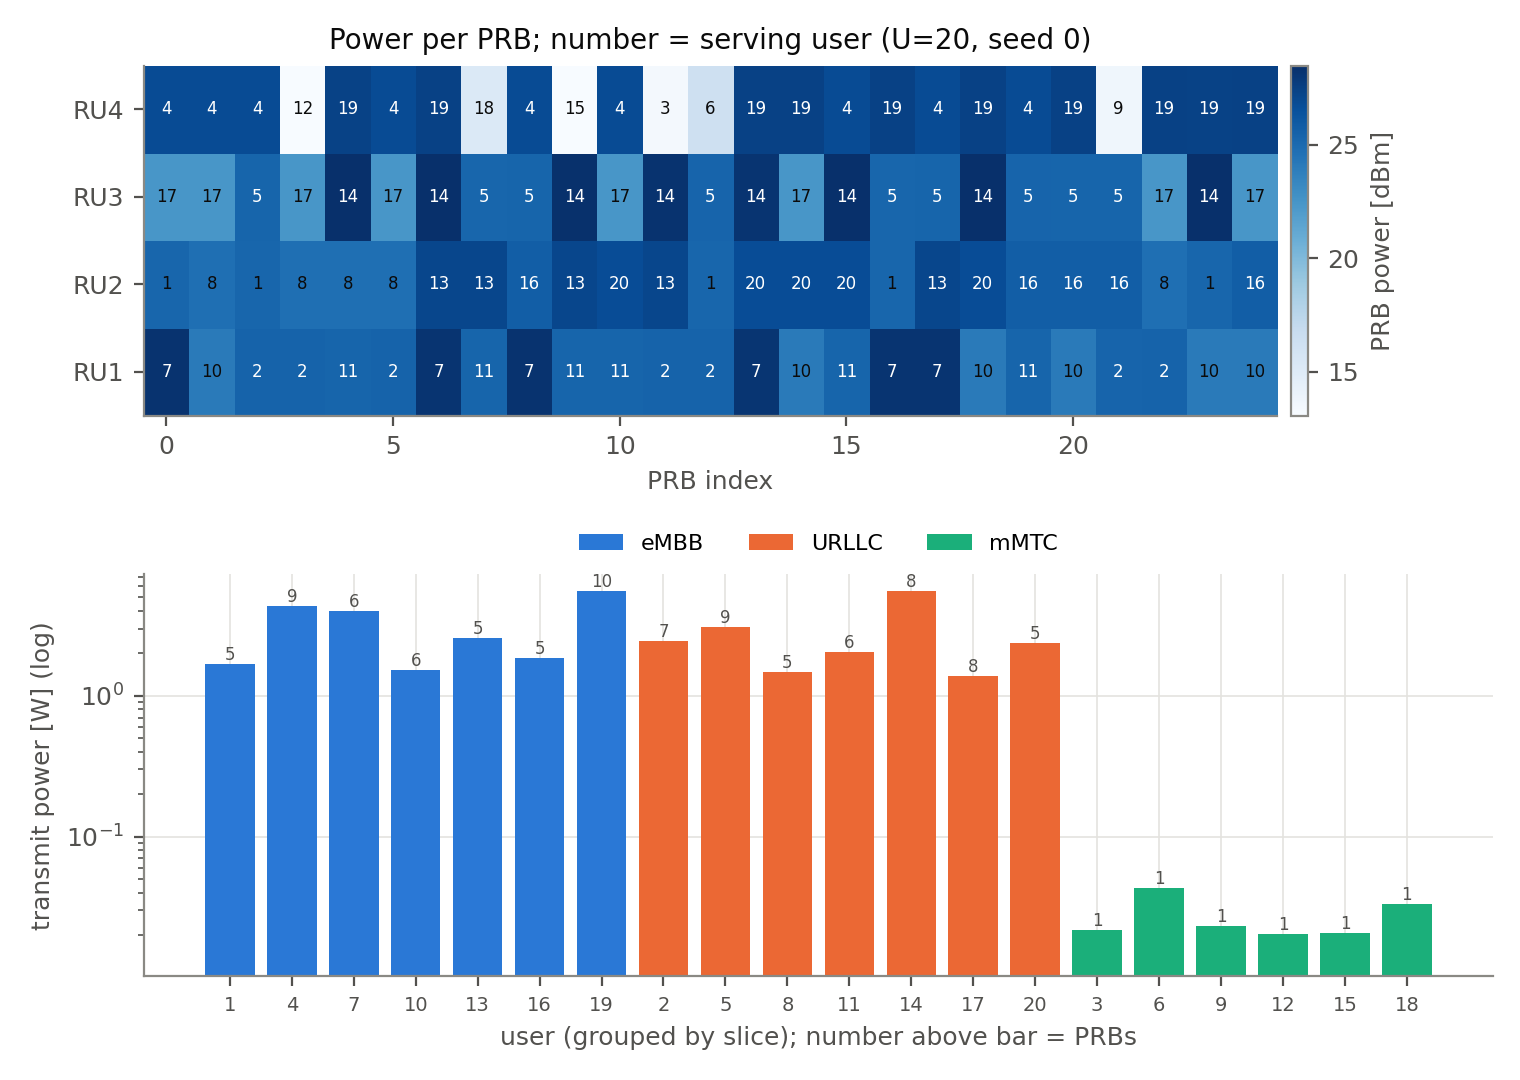 Power per PRB; number = serving user (U=20, seed 0)
RU4 4 4 4 12 19 4 19 18 4 15 4 3 6 19 19 4 19 4 19 4 19 9 19 19 19
RU3 17 17 5 17 14 17 14 5 5 14 17 14 5 14 17 14 5 5 14 5 5 5 17 14 17
RU2 1 8 1 8 8 8 13 13 16 13 20 13 1 20 20 20 1 13 20 16 16 16 8 1 16
RU1 7 10 2 2 11 2 7 11 7 11 11 2 2 7 10 11 7 7 10 11 10 2 2 10 10
0 5 10 15 20
PRB index
25
20
15
PRB power [dBm]
eMBB URLLC mMTC
5 9 6 6 5 5 10 7 9 5 6 8 8 5 1 1 1 1 1 1
10⁰
10⁻¹
transmit power [W] (log)
1 4 7 10 13 16 19 2 5 8 11 14 17 20 3 6 9 12 15 18
user (grouped by slice); number above bar = PRBs